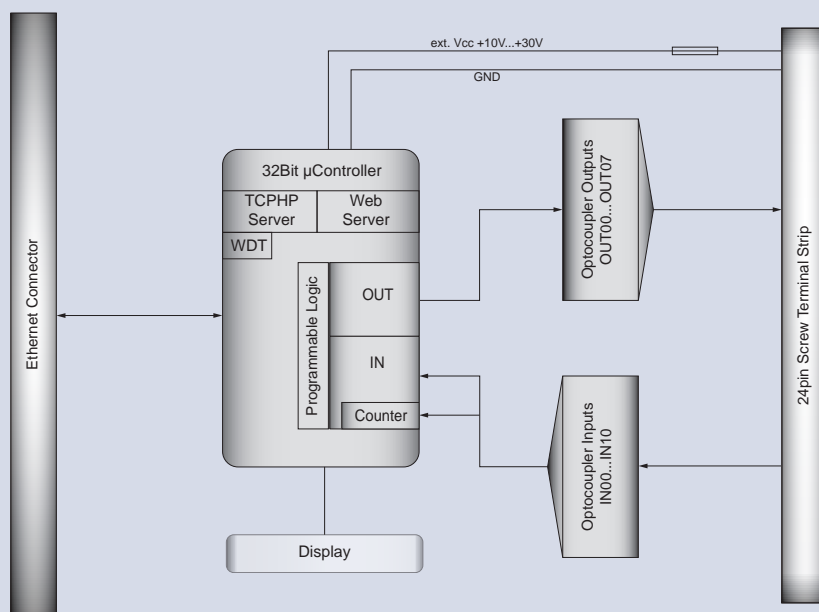 ext. Vcc +10V...+30V
GND
32Bit µController
TCPHP
Server
Web
Server
WDT
Programmable Logic
OUT
IN
Counter
Display
Ethernet Connector
Optocoupler Outputs
OUT00...OUT07
Optocoupler Inputs
IN00...IN10
24pin Screw Terminal Strip